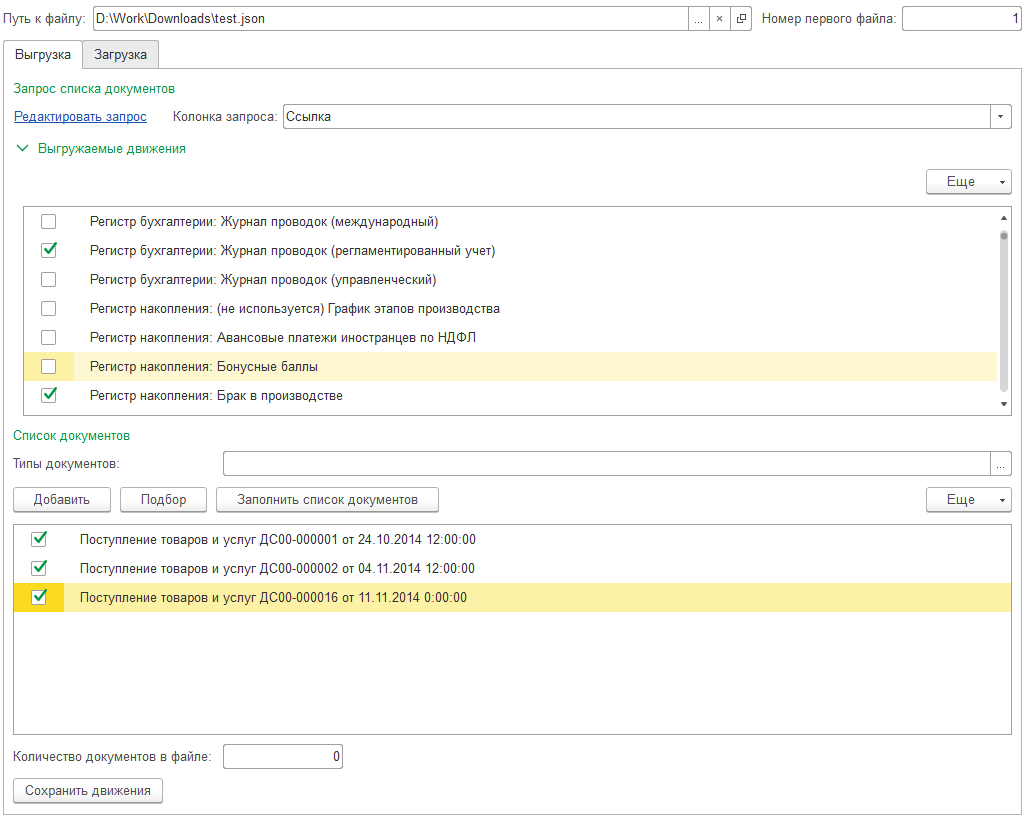 Путь к файлу: D:\Work\Downloads\test.json ... × Номер первого файла: 1
Выгрузка Загрузка
Запрос списка документов
Редактировать запрос Колонка запроса: Ссылка
Выгружаемые движения
Еще
Регистр бухгалтерии: Журнал проводок (международный)
Регистр бухгалтерии: Журнал проводок (регламентированный учет)
Регистр бухгалтерии: Журнал проводок (управленческий)
Регистр накопления: (не используется) График этапов производства
Регистр накопления: Авансовые платежи иностранцев по НДФЛ
Регистр накопления: Бонусные баллы
Регистр накопления: Брак в производстве
Список документов
Типы документов: ...
Добавить Подбор Заполнить список документов Еще
Поступление товаров и услуг ДС00-000001 от 24.10.2014 12:00:00
Поступление товаров и услуг ДС00-000002 от 04.11.2014 12:00:00
Поступление товаров и услуг ДС00-000016 от 11.11.2014 0:00:00
Количество документов в файле: 0
Сохранить движения